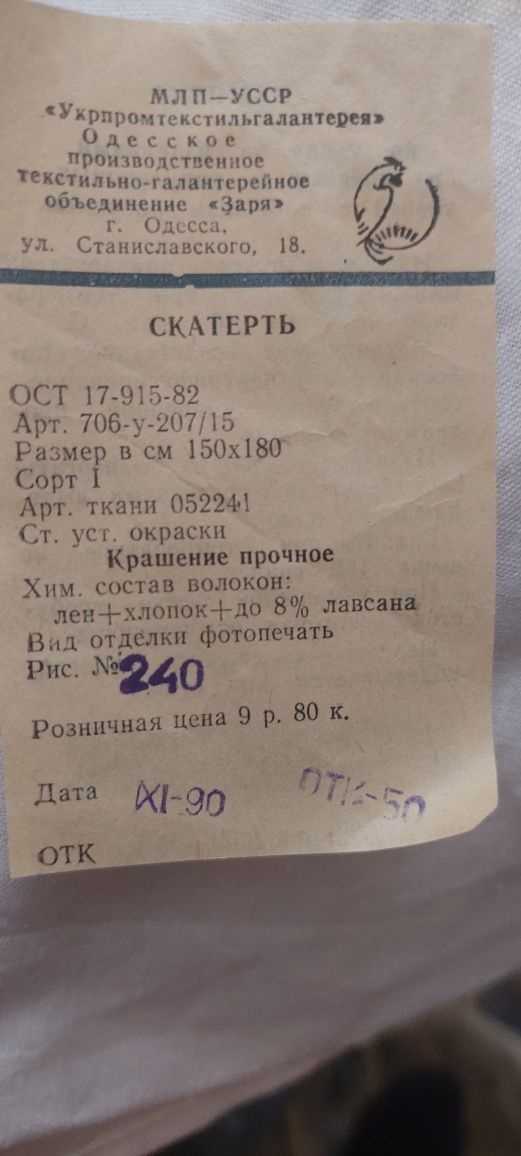 МЛП—УССР
«Укрпромтекстильгалантерея»
Одесское
производственное
текстильно-галантерейное
объединение «Заря»
г. Одесса,
ул. Станиславского, 18.
СКАТЕРТЬ
ОСТ 17-915-82
Арт. 706-у-207/15
Размер в см 150х180
Сорт I
Арт. ткани 052241
Ст. уст. окраски
Крашение прочное
Хим. состав волокон:
лен+хлопок+до 8% лавсана
Вид отделки фотопечать
Рис. №240
Розничная цена 9 р. 80 к.
Дата XI-90 ОТК-50
ОТК